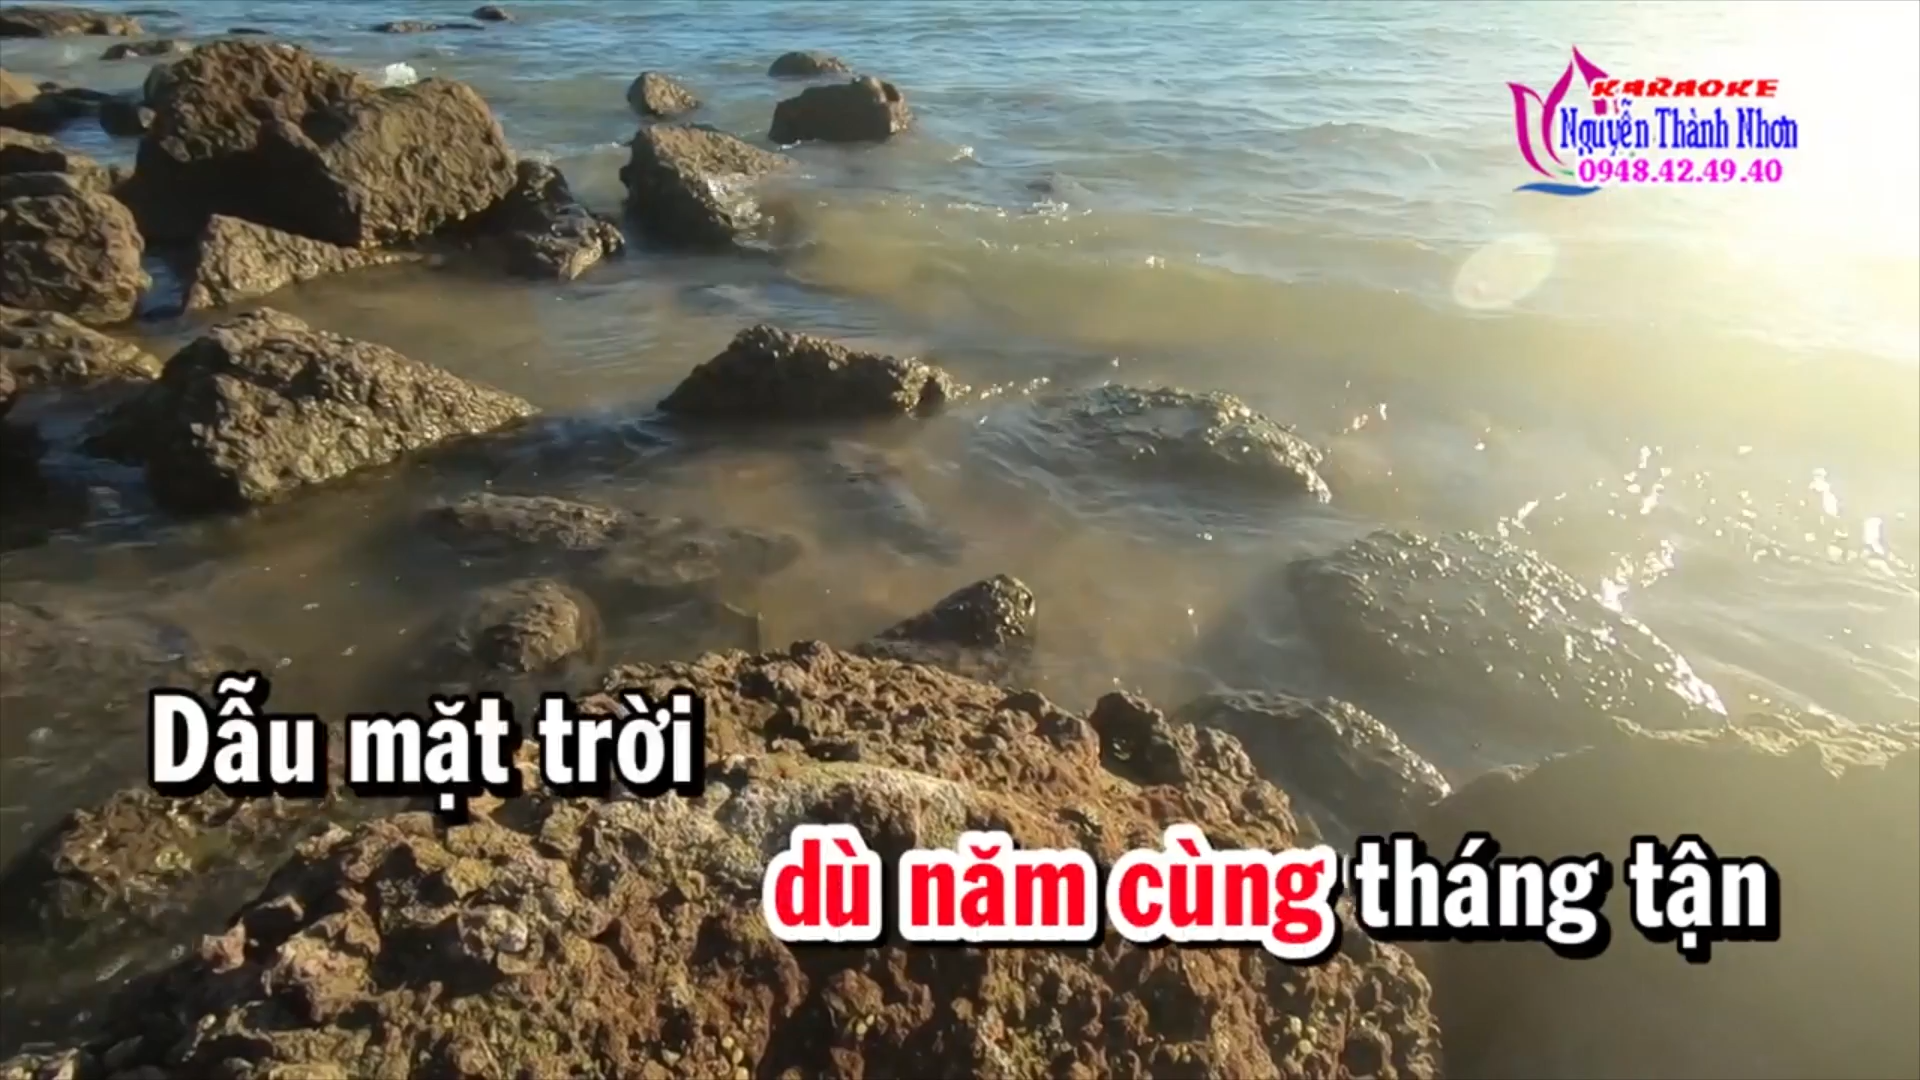 KARAOKE
Nguyễn Thành Nhơn
0948.42.49.40
Dẫu mặt trời
dù năm cùng tháng tận